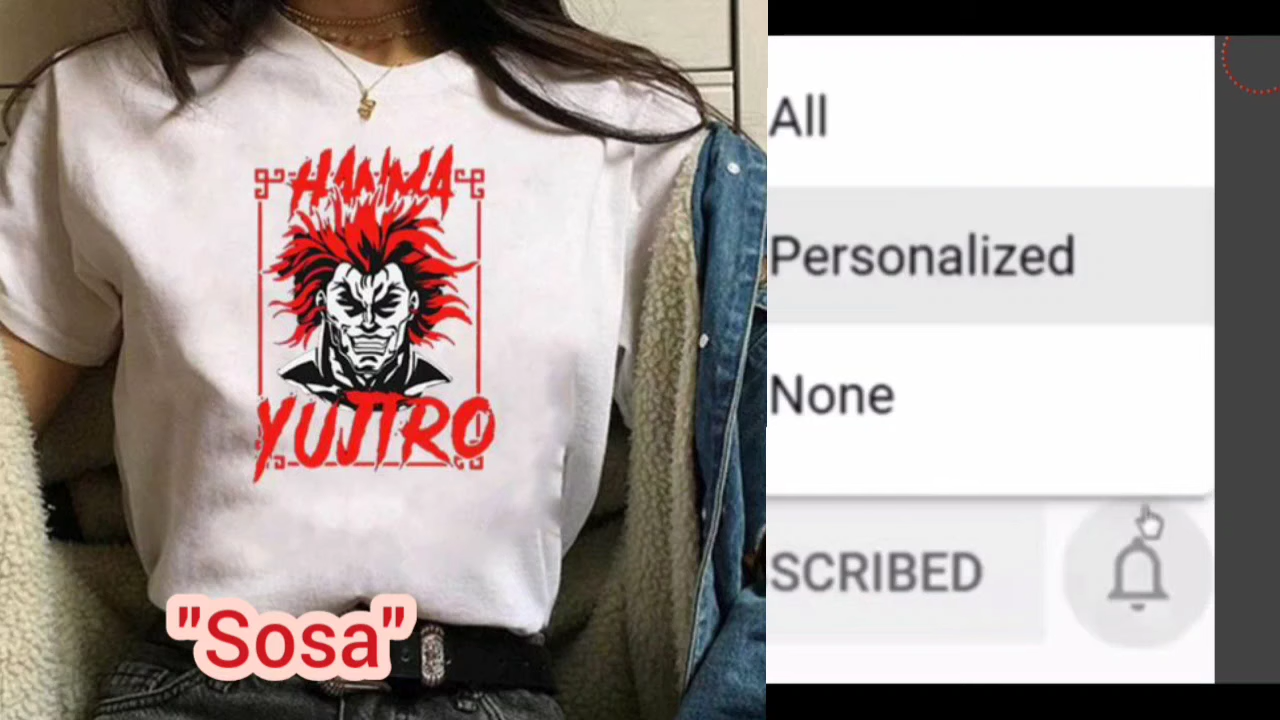 HANMA
YUJIRO
"Sosa"
All
Personalized
None
SCRIBED